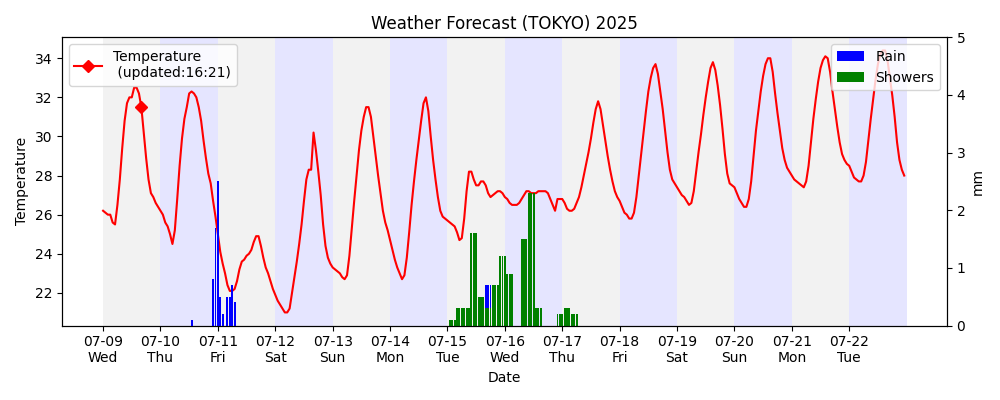 Weather Forecast (TOKYO) 2025
Temperature
(updated:16:21)
Rain
Showers
Temperature
34
32
30
28
26
24
22
5
4
3
2
1
0
mm
07-09 07-10 07-11 07-12 07-13 07-14 07-15 07-16 07-17 07-18 07-19 07-20 07-21 07-22
Wed Thu Fri Sat Sun Mon Tue Wed Thu Fri Sat Sun Mon Tue
Date